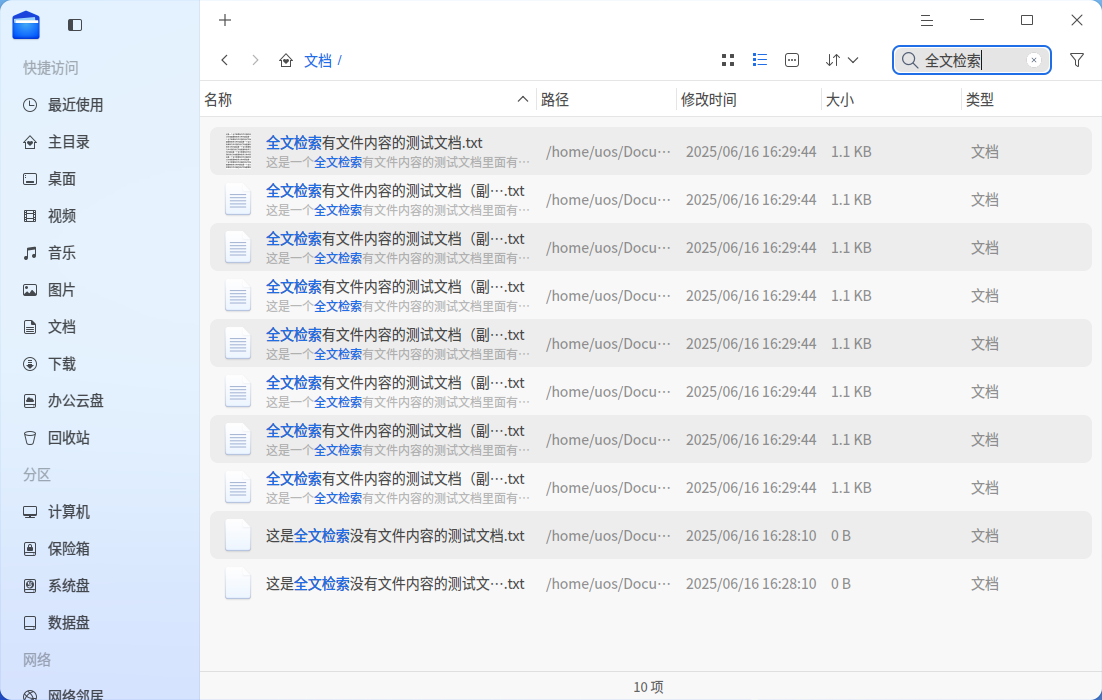 快捷访问
最近使用
主目录
桌面
视频
音乐
图片
文档
下载
办公云盘
回收站
分区
计算机
保险箱
系统盘
数据盘
网络
网络邻居
文档 /
全文检索
名称 路径 修改时间 大小 类型
全文检索有文件内容的测试文档.txt /home/uos/Docu··· 2025/06/16 16:29:44 1.1 KB 文档
这是一个全文检索有文件内容的测试文档里面有···
全文检索有文件内容的测试文档（副···.txt /home/uos/Docu··· 2025/06/16 16:29:44 1.1 KB 文档
这是一个全文检索有文件内容的测试文档里面有···
全文检索有文件内容的测试文档（副···.txt /home/uos/Docu··· 2025/06/16 16:29:44 1.1 KB 文档
这是一个全文检索有文件内容的测试文档里面有···
全文检索有文件内容的测试文档（副···.txt /home/uos/Docu··· 2025/06/16 16:29:44 1.1 KB 文档
这是一个全文检索有文件内容的测试文档里面有···
全文检索有文件内容的测试文档（副···.txt /home/uos/Docu··· 2025/06/16 16:29:44 1.1 KB 文档
这是一个全文检索有文件内容的测试文档里面有···
全文检索有文件内容的测试文档（副···.txt /home/uos/Docu··· 2025/06/16 16:29:44 1.1 KB 文档
这是一个全文检索有文件内容的测试文档里面有···
全文检索有文件内容的测试文档（副···.txt /home/uos/Docu··· 2025/06/16 16:29:44 1.1 KB 文档
这是一个全文检索有文件内容的测试文档里面有···
全文检索有文件内容的测试文档（副···.txt /home/uos/Docu··· 2025/06/16 16:29:44 1.1 KB 文档
这是一个全文检索有文件内容的测试文档里面有···
这是全文检索没有文件内容的测试文档.txt /home/uos/Docu··· 2025/06/16 16:28:10 0 B 文档
这是全文检索没有文件内容的测试文···.txt /home/uos/Docu··· 2025/06/16 16:28:10 0 B 文档
10 项